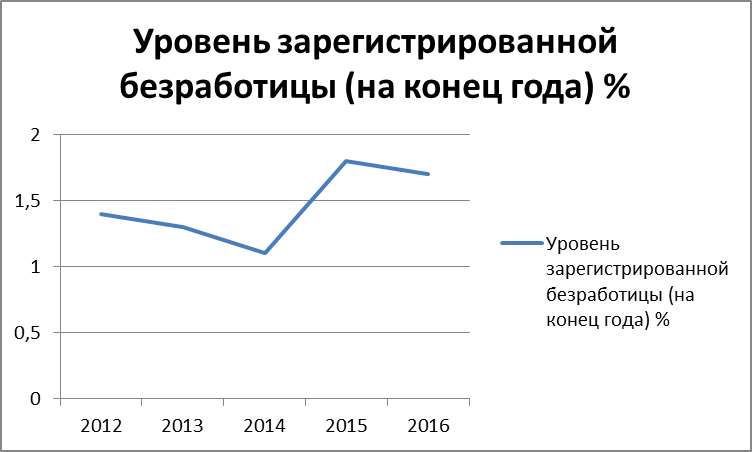 Уровень зарегистрированной
безработицы (на конец года) %
2
1,5
1
0,5
0
2012 2013 2014 2015 2016
Уровень
зарегистрированной
безработицы (на
конец года) %